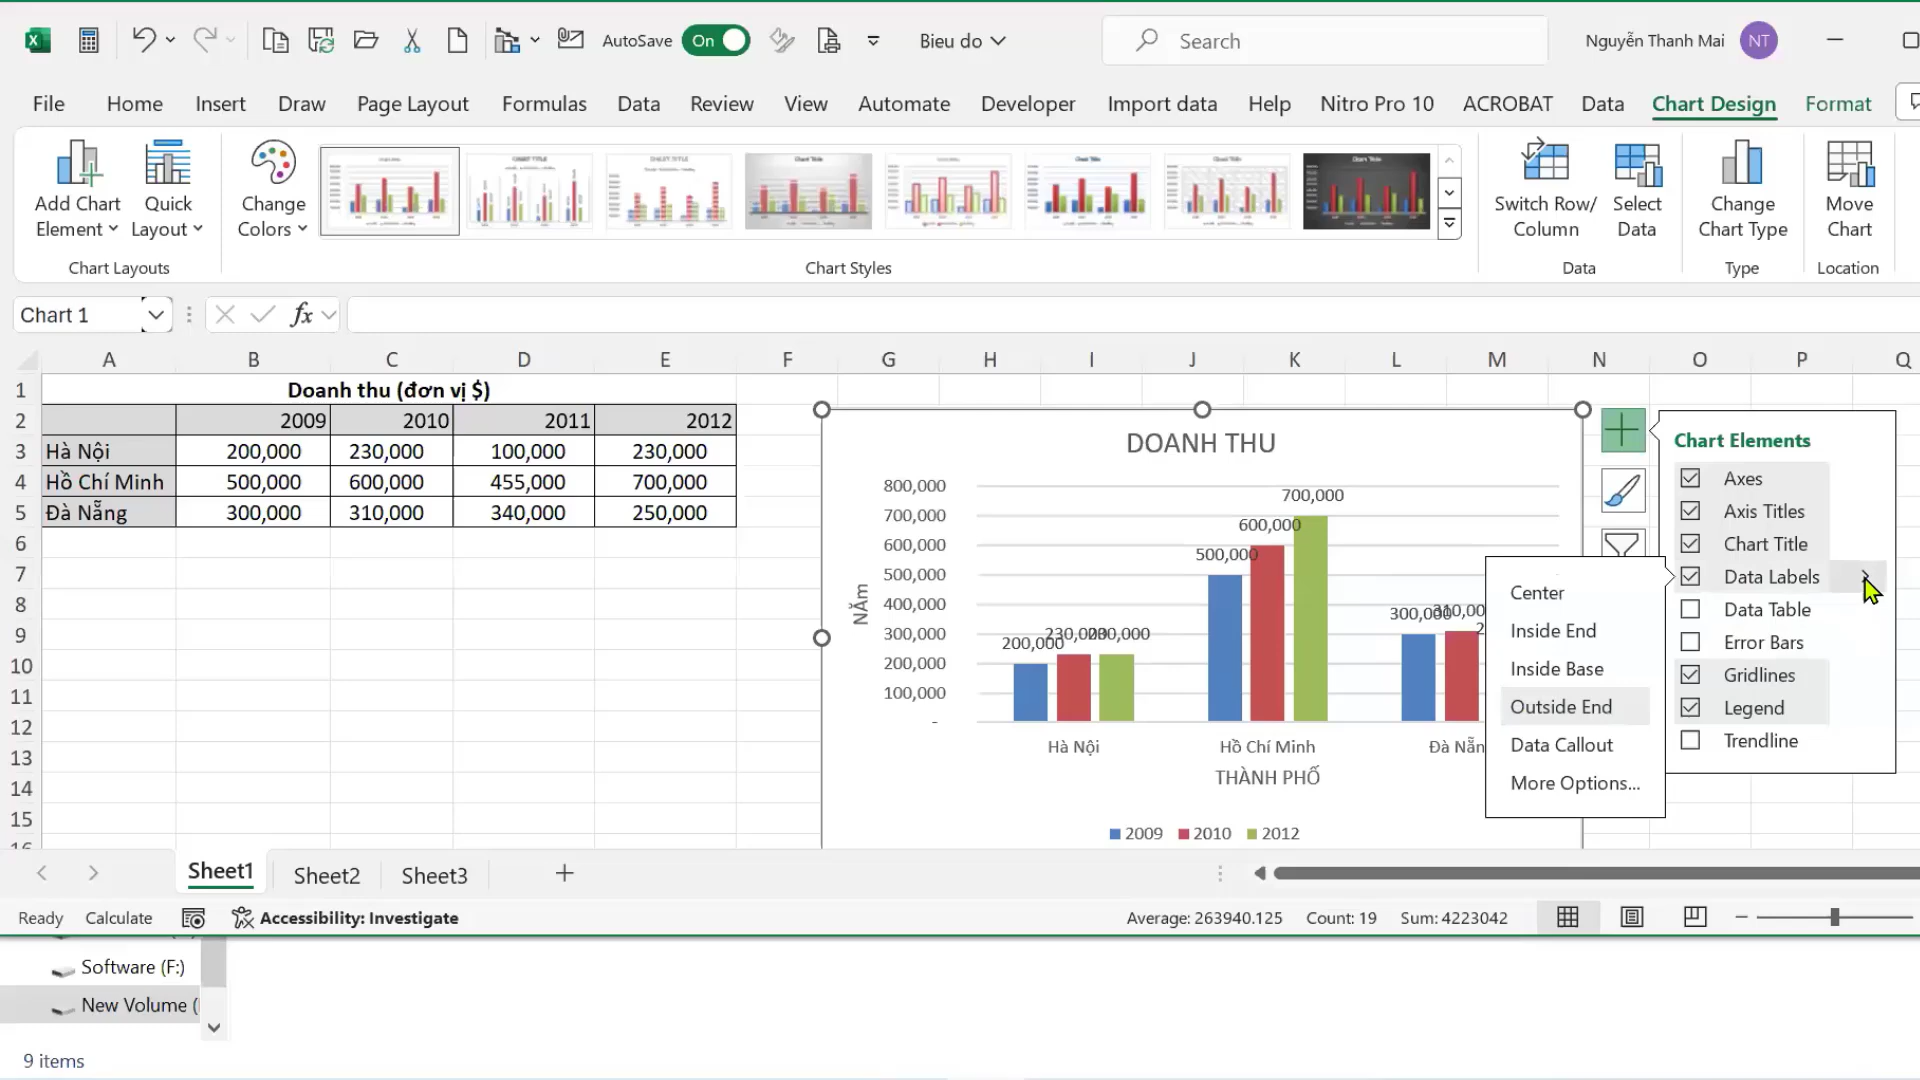 AutoSave On Bieu do Search Nguyễn Thanh Mai NT
File Home Insert Draw Page Layout Formulas Data Review View Automate Developer Import data Help Nitro Pro 10 ACROBAT Data Chart Design Format
Add Chart Element
Quick Layout
Change Colors
Switch Row/ Column
Select Data
Change Chart Type
Move Chart
Chart Layouts Chart Styles Data Type Location
Chart 1 fx
A B C D E F G H I J K L M N O P Q
1 Doanh thu (đơn vị $)
2 2009 2010 2011 2012
3 Hà Nội 200,000 230,000 100,000 230,000
4 Hồ Chí Minh 500,000 600,000 455,000 700,000
5 Đà Nẵng 300,000 310,000 340,000 250,000
6
7
8
9
10
11
12
13
14
15
16
DOANH THU
800,000
700,000
600,000
500,000
400,000
300,000
200,000
100,000
-
NĂm
200,000
230,000
230,000
500,000
600,000
700,000
300,000
310,00
2
Hà Nội Hồ Chí Minh Đà Nẵn
THÀNH PHỐ
2009 2010 2012
Center
Inside End
Inside Base
Outside End
Data Callout
More Options...
Chart Elements
Axes
Axis Titles
Chart Title
Data Labels
Data Table
Error Bars
Gridlines
Legend
Trendline
Sheet1 Sheet2 Sheet3
Ready Calculate Accessibility: Investigate Average: 263940.125 Count: 19 Sum: 4223042
Software (F:)
New Volume (
9 items